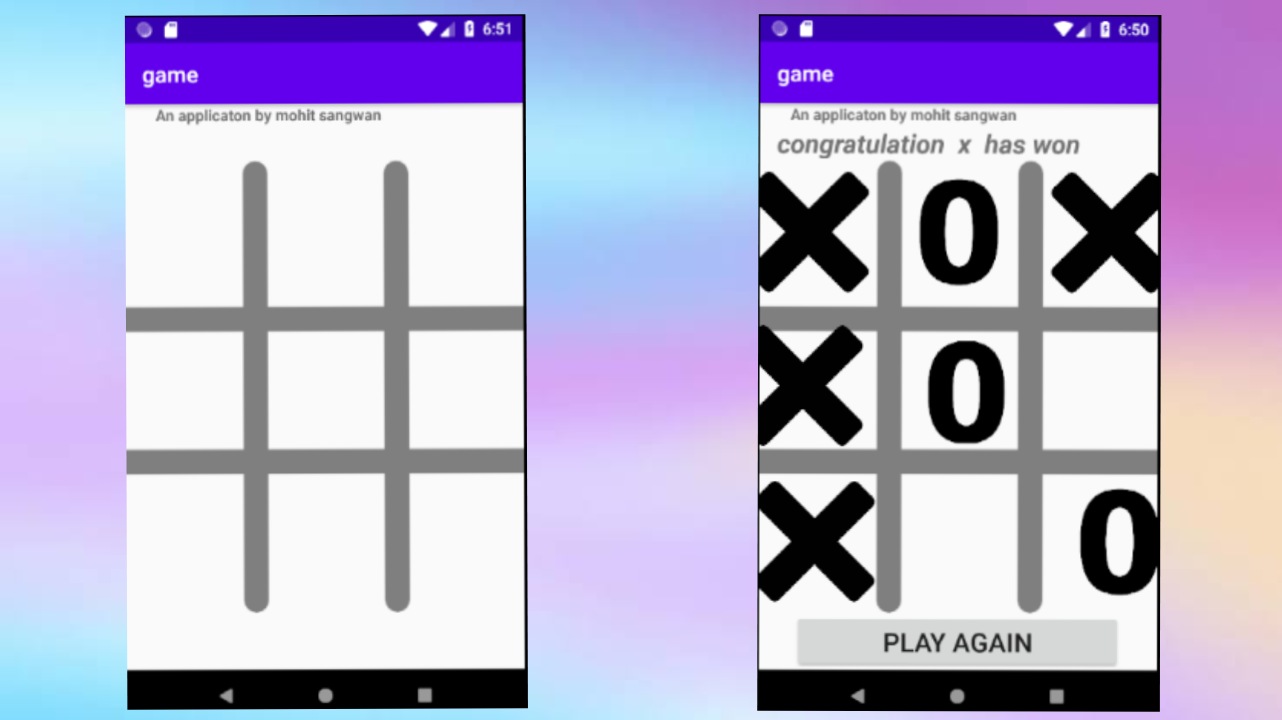 6:51
game
An applicaton by mohit sangwan
6:50
game
An applicaton by mohit sangwan
congratulation x has won
X 0 X
X 0
X 0
PLAY AGAIN